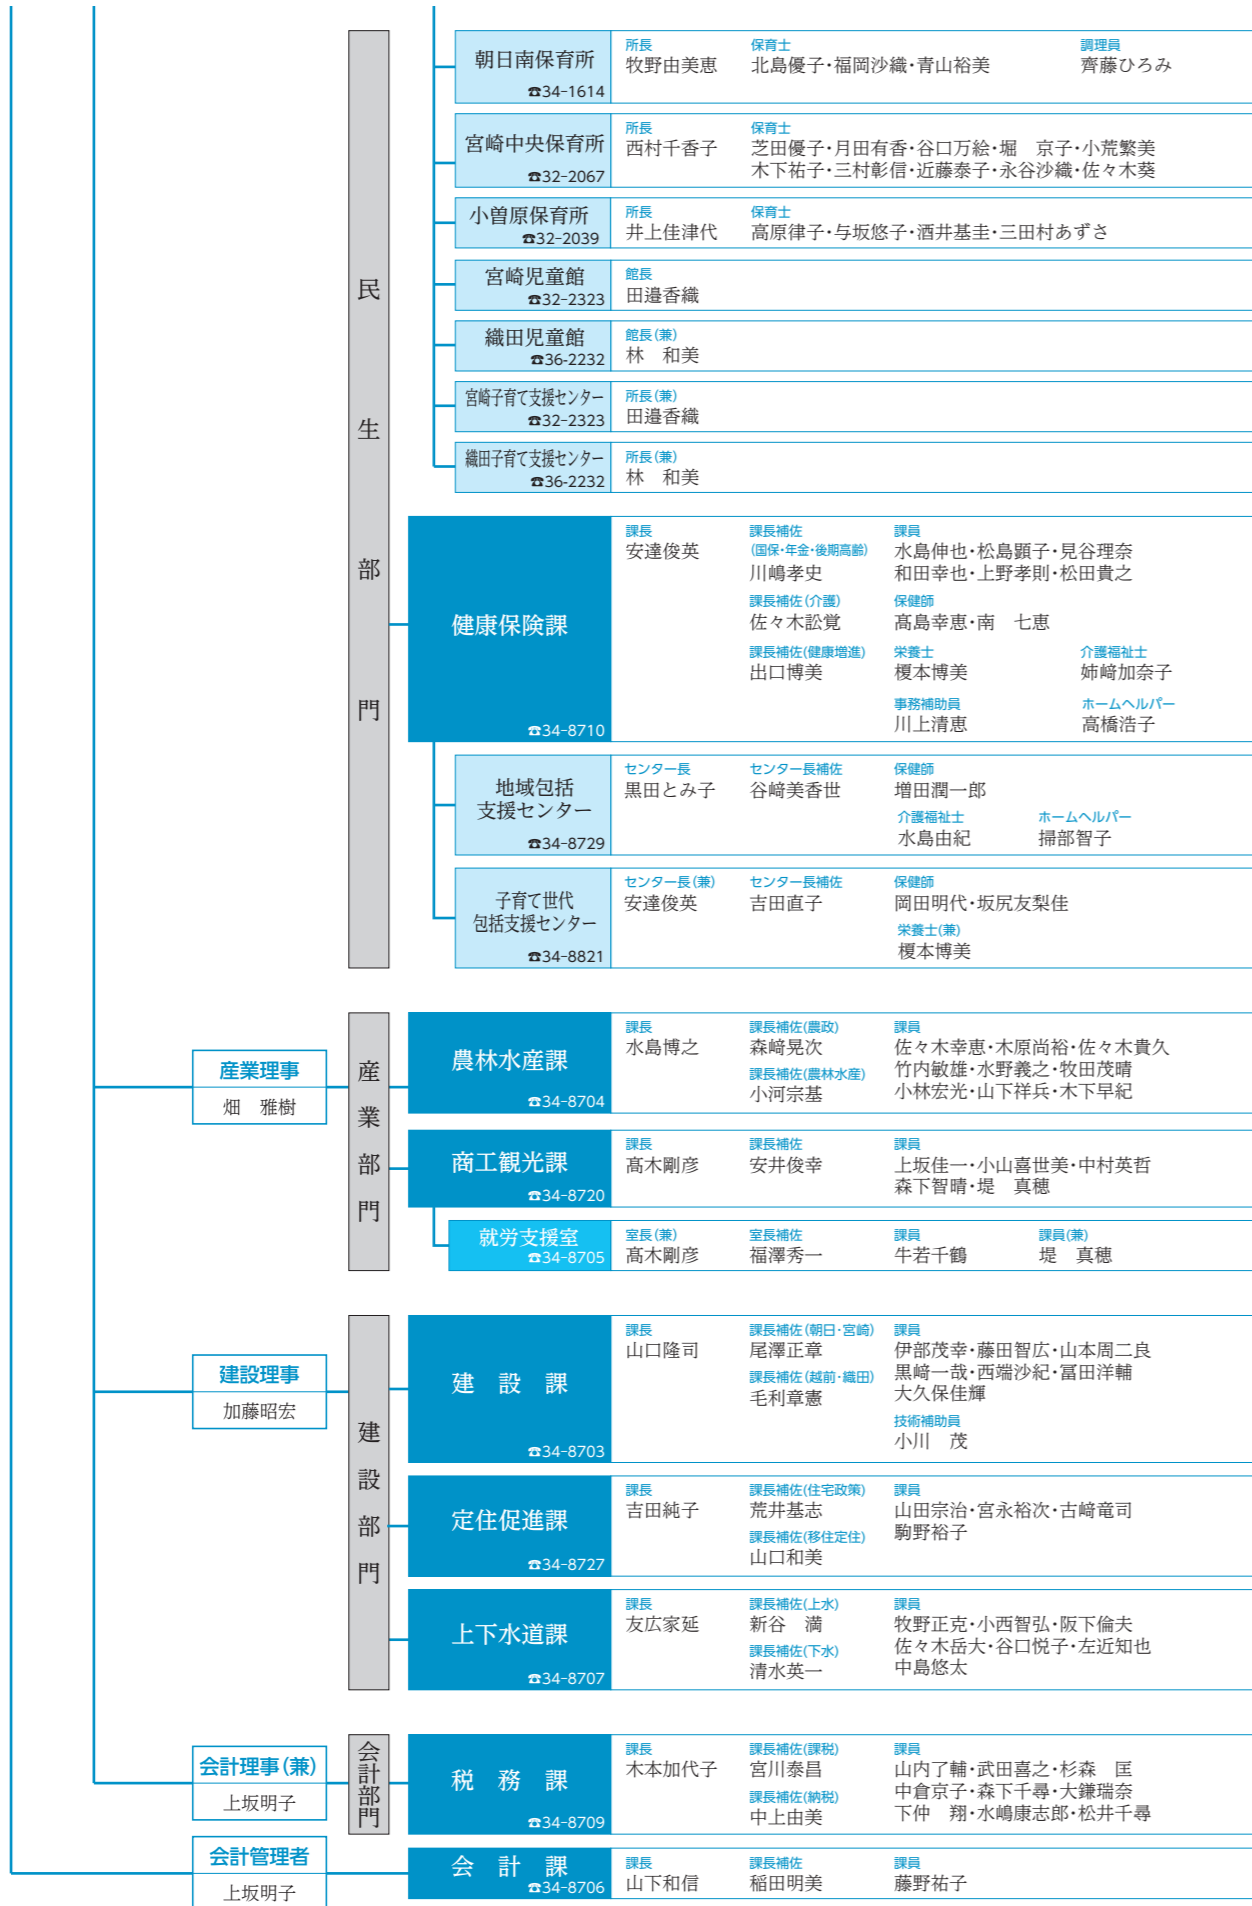 民生部門
朝日南保育所
☎34-1614
所長
牧野由美恵
保育士
北島優子・福岡沙織・青山裕美
調理員
齊藤ひろみ
宮崎中央保育所
☎32-2067
所長
西村千香子
保育士
芝田優子・月田有香・谷口万絵・堀　京子・小荒繁美
木下祐子・三村彰信・近藤泰子・永谷沙織・佐々木葵
小曽原保育所
☎32-2039
所長
井上佳津代
保育士
高原律子・与坂悠子・酒井基圭・三田村あずさ
宮崎児童館
☎32-2323
館長
田邉香織
織田児童館
☎36-2232
館長(兼)
林　和美
宮崎子育て支援センター
☎32-2323
所長(兼)
田邉香織
織田子育て支援センター
☎36-2232
所長(兼)
林　和美
健康保険課
☎34-8710
課長
安達俊英
課長補佐
(国保・年金・後期高齢)
川嶋孝史
課長補佐(介護)
佐々木訟覚
課長補佐(健康増進)
出口博美
課員
水島伸也・松島顕子・見谷理奈
和田幸也・上野孝則・松田貴之
保健師
髙島幸恵・南　七恵
栄養士
榎本博美
介護福祉士
姉﨑加奈子
事務補助員
川上清恵
ホームヘルパー
高橋浩子
地域包括
支援センター
☎34-8729
センター長
黒田とみ子
センター長補佐
谷﨑美香世
保健師
増田潤一郎
介護福祉士
水島由紀
ホームヘルパー
掃部智子
子育て世代
包括支援センター
☎34-8821
センター長(兼)
安達俊英
センター長補佐
吉田直子
保健師
岡田明代・坂尻友梨佳
栄養士(兼)
榎本博美
産業理事
畑　雅樹
産業部門
農林水産課
☎34-8704
課長
水島博之
課長補佐(農政)
森﨑晃次
課長補佐(農林水産)
小河宗基
課員
佐々木幸恵・木原尚裕・佐々木貴久
竹内敏雄・水野義之・牧田茂晴
小林宏光・山下祥兵・木下早紀
商工観光課
☎34-8720
課長
髙木剛彦
課長補佐
安井俊幸
課員
上坂佳一・小山喜世美・中村英哲
森下智晴・堤　真穂
就労支援室
☎34-8705
室長(兼)
髙木剛彦
室長補佐
福澤秀一
課員
牛若千鶴
課員(兼)
堤　真穂
建設理事
加藤昭宏
建設部門
建　設　課
☎34-8703
課長
山口隆司
課長補佐(朝日・宮崎)
尾澤正章
課長補佐(越前・織田)
毛利章憲
課員
伊部茂幸・藤田智広・山本周二良
黒﨑一哉・西端沙紀・冨田洋輔
大久保佳輝
技術補助員
小川　茂
定住促進課
☎34-8727
課長
吉田純子
課長補佐(住宅政策)
荒井基志
課長補佐(移住定住)
山口和美
課員
山田宗治・宮永裕次・古﨑竜司
駒野裕子
上下水道課
☎34-8707
課長
友広家延
課長補佐(上水)
新谷　満
課長補佐(下水)
清水英一
課員
牧野正克・小西智弘・阪下倫夫
佐々木岳大・谷口悦子・左近知也
中島悠太
会計理事(兼)
上坂明子
会計部門
税　務　課
☎34-8709
課長
木本加代子
課長補佐(課税)
宮川泰昌
課長補佐(納税)
中上由美
課員
山内了輔・武田喜之・杉森　匡
中倉京子・森下千尋・大鎌瑞奈
下仲　翔・水嶋康志郎・松井千尋
会計管理者
上坂明子
会　計　課
☎34-8706
課長
山下和信
課長補佐
稲田明美
課員
藤野祐子